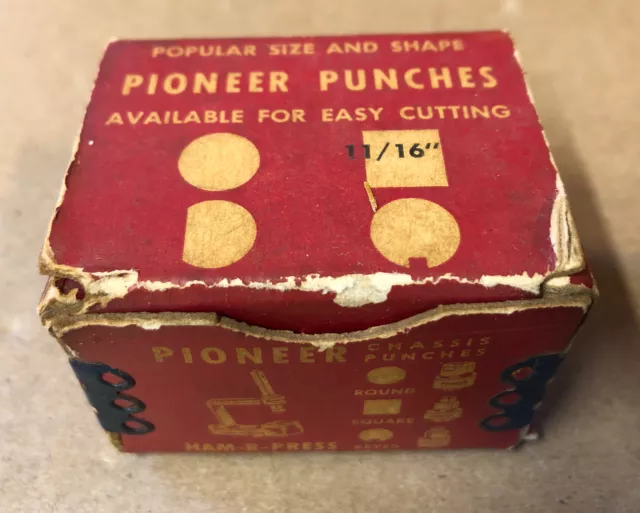 POPULAR SIZE AND SHAPE
PIONEER PUNCHES
AVAILABLE FOR EASY CUTTING
11/16"
PIONEER CHASSIS PUNCHES
ROUND
SQUARE
HAM-R-PRESS KEYED